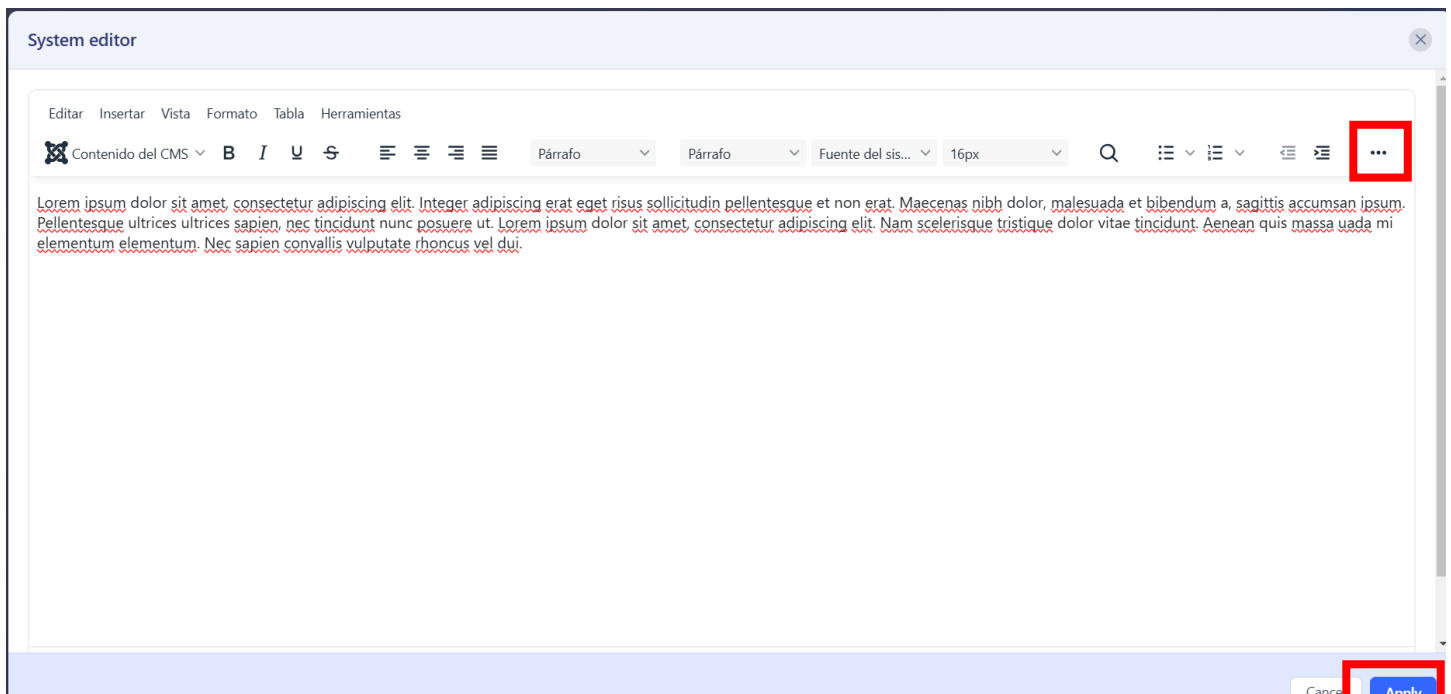 System editor
Editar Insertar Vista Formato Tabla Herramientas
Contenido del CMS B I U S Párrafo Párrafo Fuente del sis... 16px ...
Lorem ipsum dolor sit amet, consectetur adipiscing elit. Integer adipiscing erat eget risus sollicitudin pellentesque et non erat. Maecenas nibh dolor, malesuada et bibendum a, sagittis accumsan ipsum.
Pellentesque ultrices ultrices sapien, nec tincidunt nunc posuere ut. Lorem ipsum dolor sit amet, consectetur adipiscing elit. Nam scelerisque tristique dolor vitae tincidunt. Aenean quis massa uada mi
elementum elementum. Nec sapien convallis vulputate rhoncus vel dui.
Cance Apply